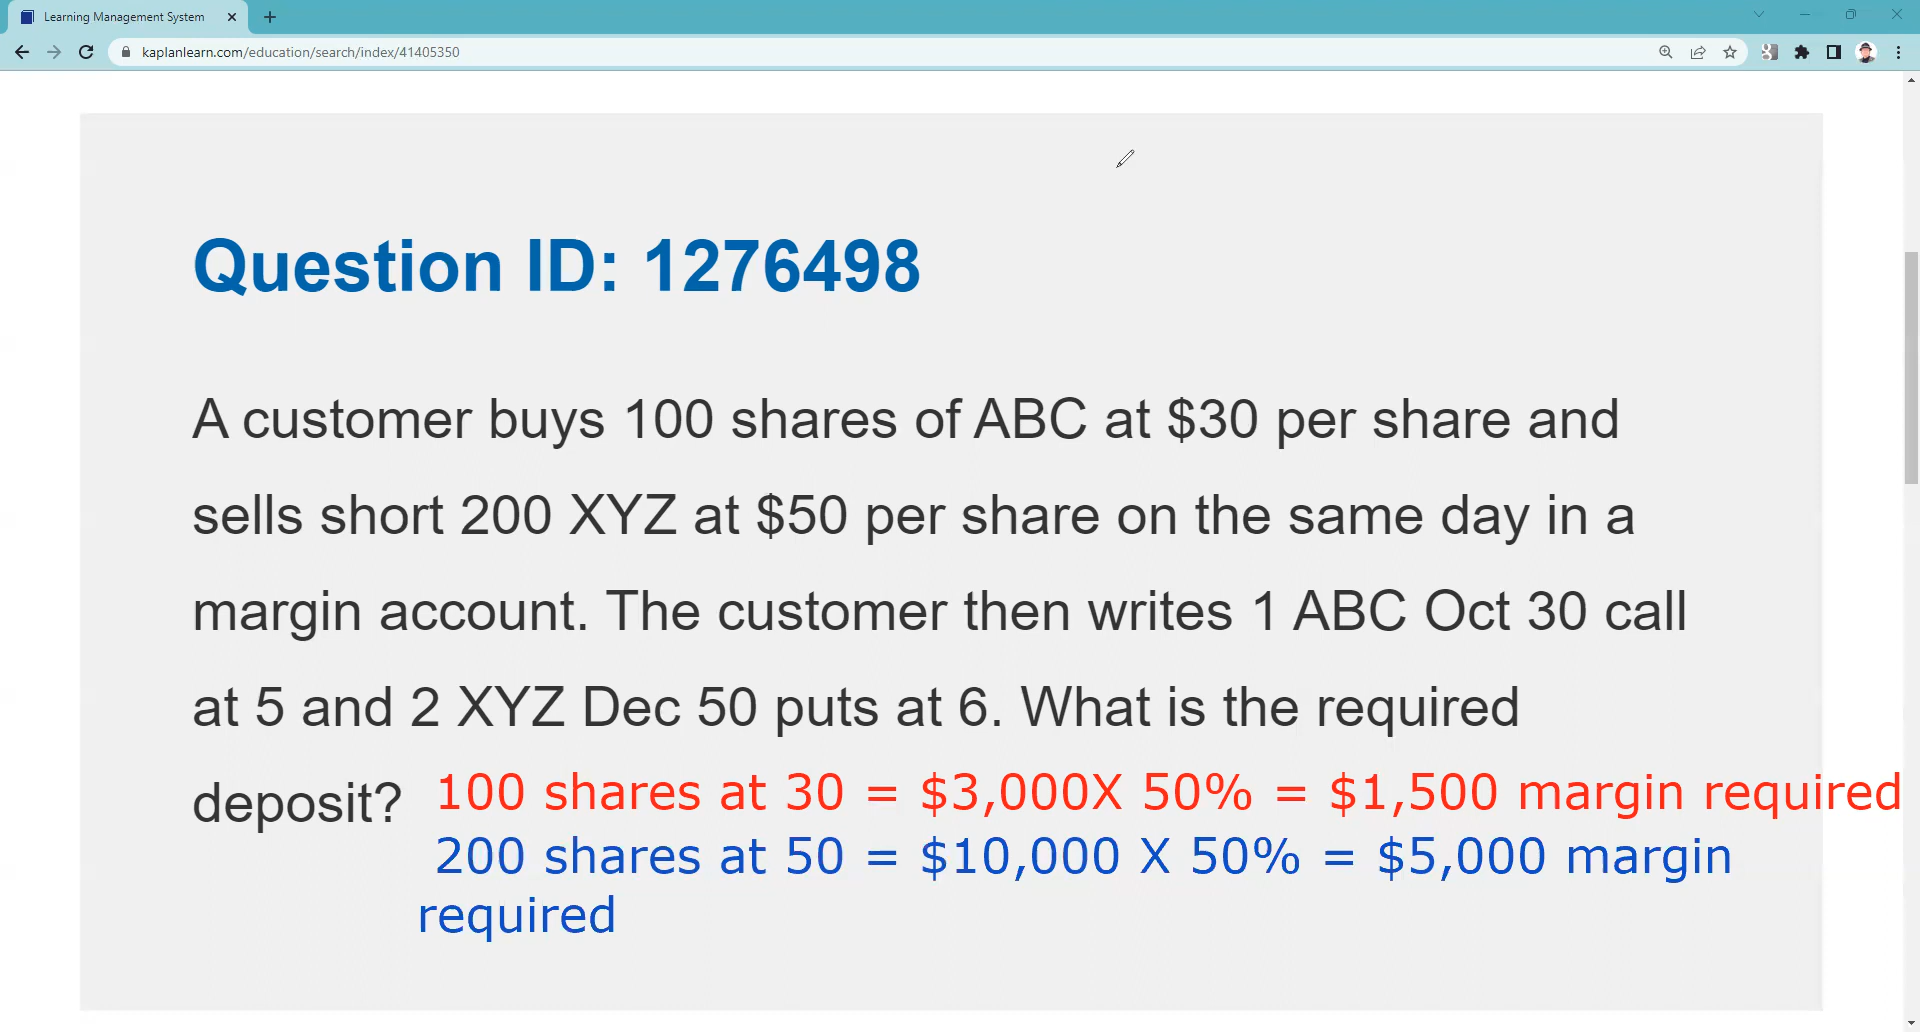 Learning Management System
kaplanlearn.com/education/search/index/41405350
Question ID: 1276498
A customer buys 100 shares of ABC at $30 per share and
sells short 200 XYZ at $50 per share on the same day in a
margin account. The customer then writes 1 ABC Oct 30 call
at 5 and 2 XYZ Dec 50 puts at 6. What is the required
deposit? 100 shares at 30 = $3,000X 50% = $1,500 margin required
200 shares at 50 = $10,000 X 50% = $5,000 margin
required